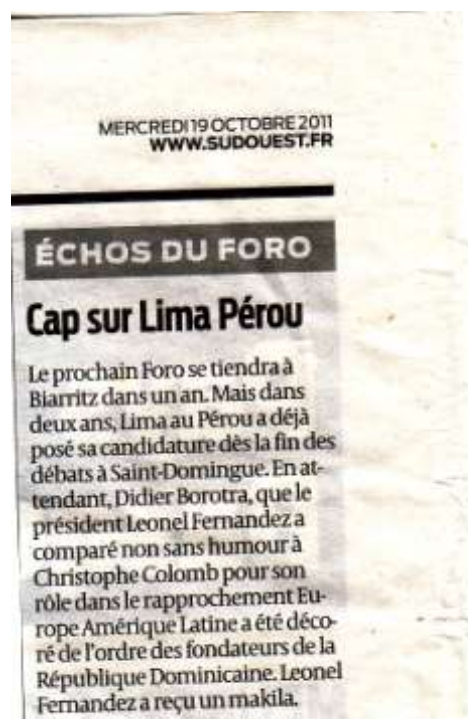 MERCREDI 19 OCTOBRE 2011
WWW.SUDOUEST.FR
ÉCHOS DU FORO
Cap sur Lima Pérou
Le prochain Foro se tiendra à
Biarritz dans un an. Mais dans
deux ans, Lima au Pérou a déjà
posé sa candidature dès la fin des
débats à Saint-Domingue. En at-
tendant, Didier Borotra, que le
président Leonel Fernandez a
comparé non sans humour à
Christophe Colomb pour son
rôle dans le rapprochement Eu-
rope Amérique Latine a été déco-
ré de l'ordre des fondateurs de la
République Dominicaine. Leonel
Fernandez a reçu un makila.